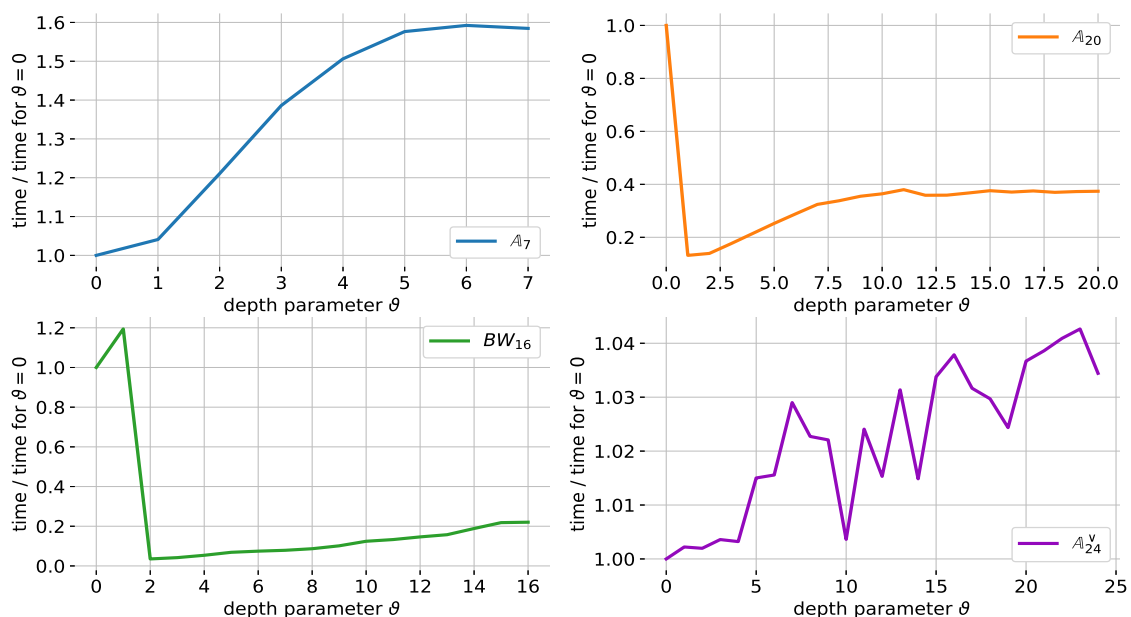 time / time for ϑ = 0
1.6
1.5
1.4
1.3
1.2
1.1
1.0
𝔸₇
0 1 2 3 4 5 6 7
depth parameter ϑ
time / time for ϑ = 0
1.0
0.8
0.6
0.4
0.2
𝔸₂₀
0.0 2.5 5.0 7.5 10.0 12.5 15.0 17.5 20.0
depth parameter ϑ
time / time for ϑ = 0
1.2
1.0
0.8
0.6
0.4
0.2
0.0
BW₁₆
0 2 4 6 8 10 12 14 16
depth parameter ϑ
time / time for ϑ = 0
1.04
1.03
1.02
1.01
1.00
𝔸₂₄^∨
0 5 10 15 20 25
depth parameter ϑ